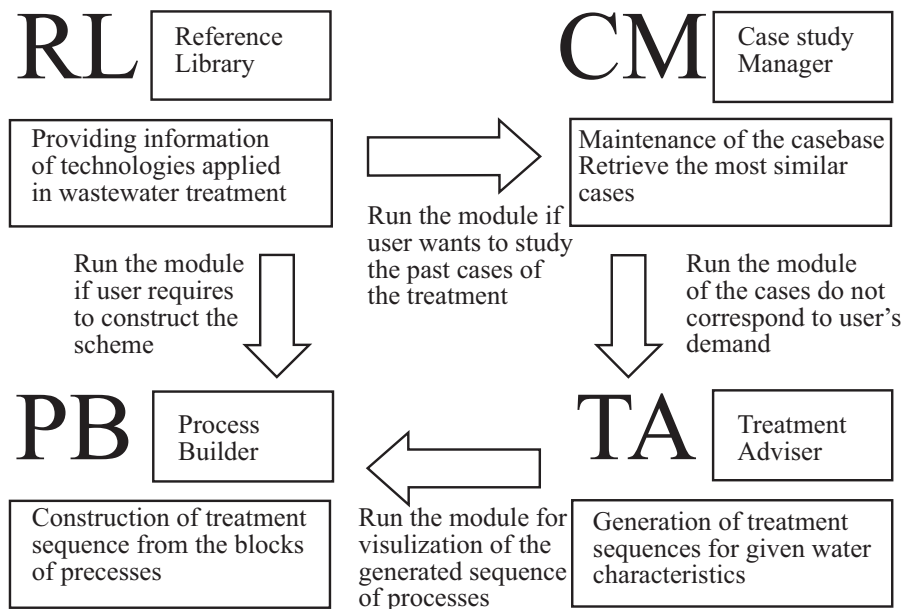 RL
Reference
Library
CM
Case study
Manager
Providing information
of technologies applied
in wastewater treatment
Maintenance of the casebase
Retrieve the most similar
cases
Run the module if
user wants to study
the past cases of
the treatment
Run the module
if user requires
to construct the
scheme
Run the module
of the cases do not
correspond to user's
demand
PB
Process
Builder
TA
Treatment
Adviser
Construction of treatment
sequence from the blocks
of precesses
Run the module for
visulization of the
generated sequence
of processes
Generation of treatment
sequences for given water
characteristics